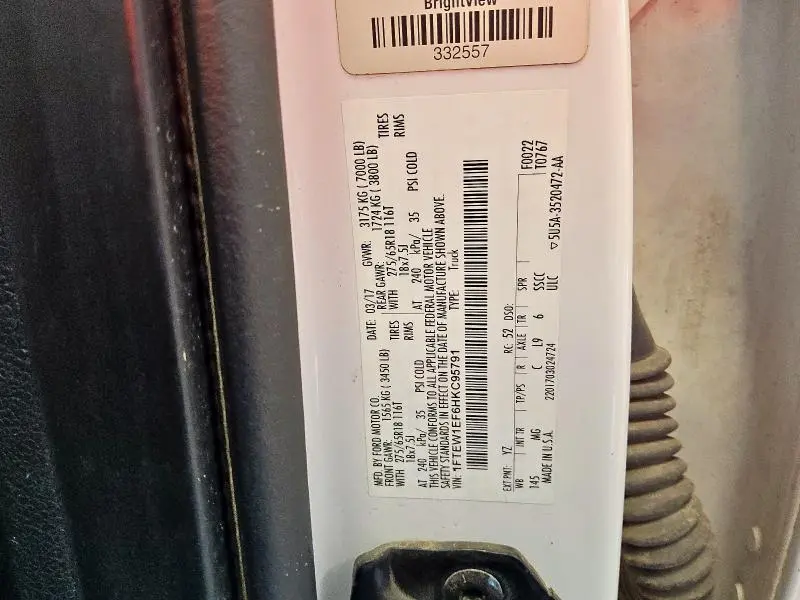 BrightView
332557
MFD. BY FORD MOTOR CO.
DATE: 03/17
GVWR: 3175 KG ( 7000 LB)
FRONT GAWR: 1565 KG ( 3450 LB)
REAR GAWR: 1724 KG ( 3800 LB)
WITH 275/65R18 116T TIRES
WITH 275/65R18 116T TIRES
18x7.5J RIMS
18x7.5J RIMS
AT 240 kPa/ 35 PSI COLD
AT 240 kPa/ 35 PSI COLD
THIS VEHICLE CONFORMS TO ALL APPLICABLE FEDERAL MOTOR VEHICLE
SAFETY STANDARDS IN EFFECT ON THE DATE OF MANUFACTURE SHOWN ABOVE.
VIN: 1FTEW1EF6HKC95791
TYPE: Truck
EXT PNT: YZ RC: 52 DSO: F0022
WB INT TR TP/PS R AXLE TR SPR T0767
145 MG C L9 6 SSCC
MADE IN U.S.A. 2201703024724 ULC
▽5U5A-3520472-AA